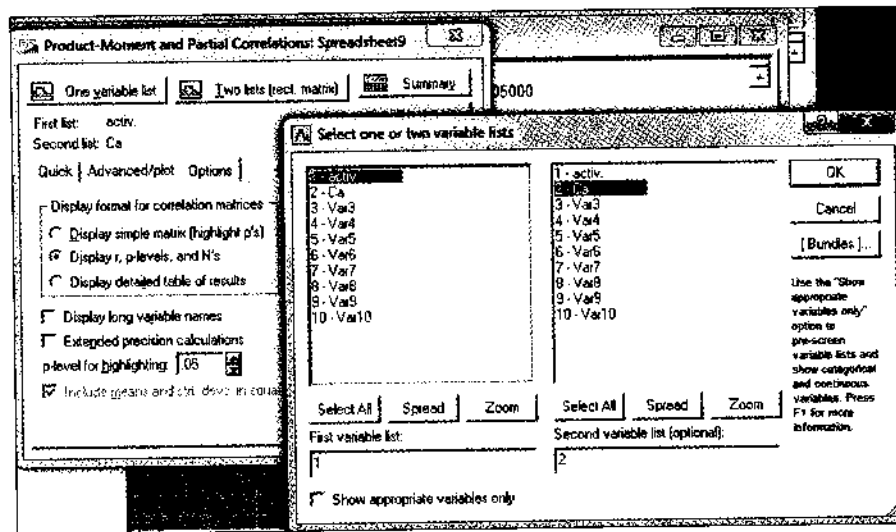 Product-Moment and Partial Correlations: Spreadsheet9
One variable list
Two lists (rect. matrix)
Summary
First list: activ.
Second list: Ca
Quick
Advanced/plot
Options
Display format for correlation matrices
Display simple matrix (highlight p's)
Display r, p-levels, and N's
Display detailed table of results
Display long variable names
Extended precision calculations
p-level for highlighting: .05
Include means and std. devs. in
05000
Select one or two variable lists
1 - activ.
2 - Ca
3 - Var3
4 - Var4
5 - Var5
6 - Var6
7 - Var7
8 - Var8
9 - Var9
10 - Var10
Select All
Spread
Zoom
First variable list:
1
Show appropriate variables only
1 - activ.
2 - Ca
3 - Var3
4 - Var4
5 - Var5
6 - Var6
7 - Var7
8 - Var8
9 - Var9
10 - Var10
Select All
Spread
Zoom
Second variable list (optional):
2
OK
Cancel
[Bundles]...
Use the "Show
appropriate
variables only"
option to
pre-screen
variable lists and
show categorical
and continuous
variables. Press
F1 for more
information.